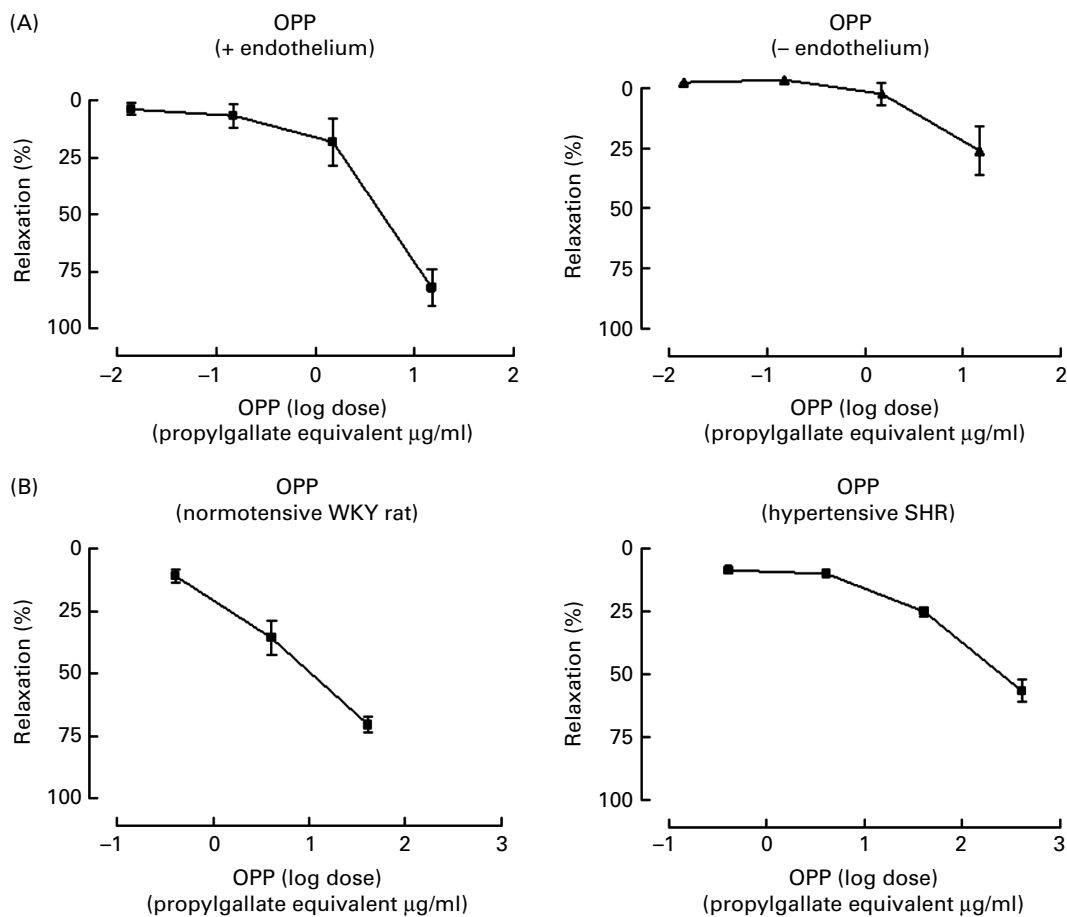 (A)
OPP
(+ endothelium)
0
25
50
75
100
Relaxation (%)
–2
–1
0
1
2
OPP (log dose)
(propylgallate equivalent μg/ml)
OPP
(– endothelium)
0
25
50
75
100
Relaxation (%)
–2
–1
0
1
2
OPP (log dose)
(propylgallate equivalent μg/ml)
(B)
OPP
(normotensive WKY rat)
0
25
50
75
100
Relaxation (%)
–1
0
1
2
3
OPP (log dose)
(propylgallate equivalent μg/ml)
OPP
(hypertensive SHR)
0
25
50
75
100
Relaxation (%)
–1
0
1
2
3
OPP (log dose)
(propylgallate equivalent μg/ml)